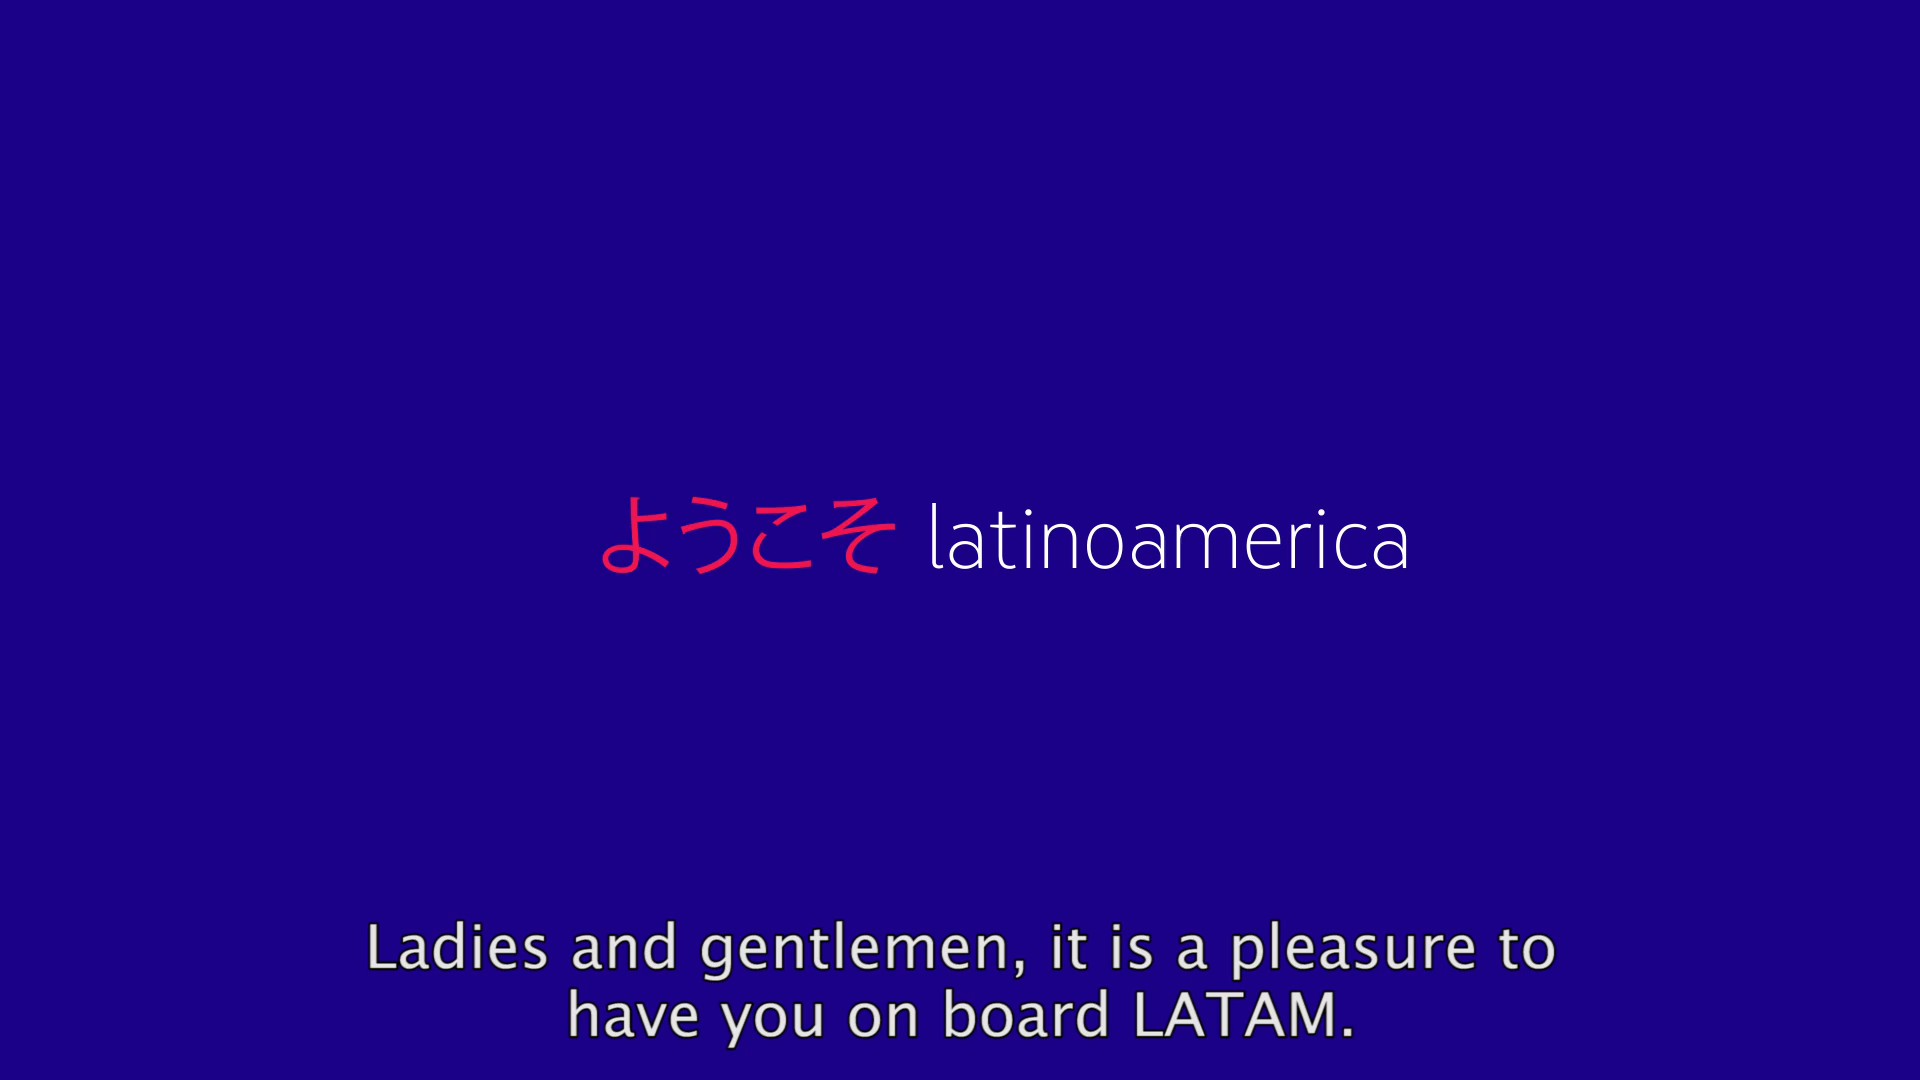 ようこそ latinoamerica
Ladies and gentlemen, it is a pleasure to
have you on board LATAM.